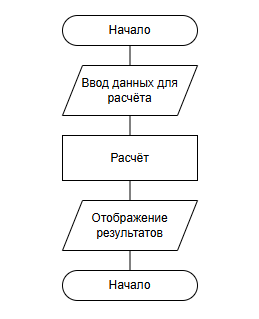 Начало
Ввод данных для
расчёта
Расчёт
Отображение
результатов
Начало